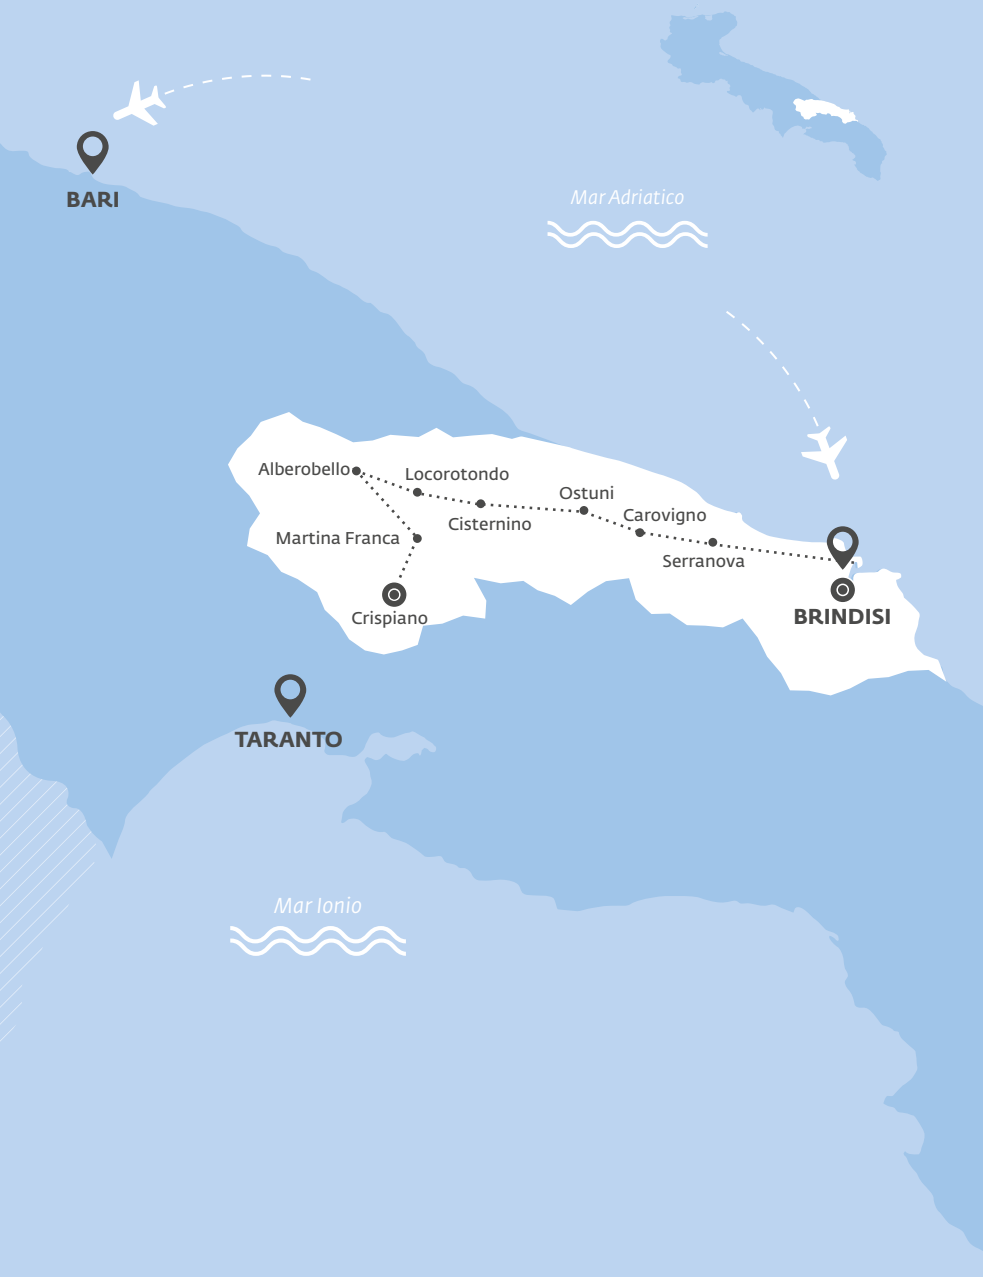 BARI
Mar Adriatico
Alberobello
Locorotondo
Ostuni
Cisternino
Carovigno
Martina Franca
Serranova
Crispiano
BRINDISI
TARANTO
Mar Ionio